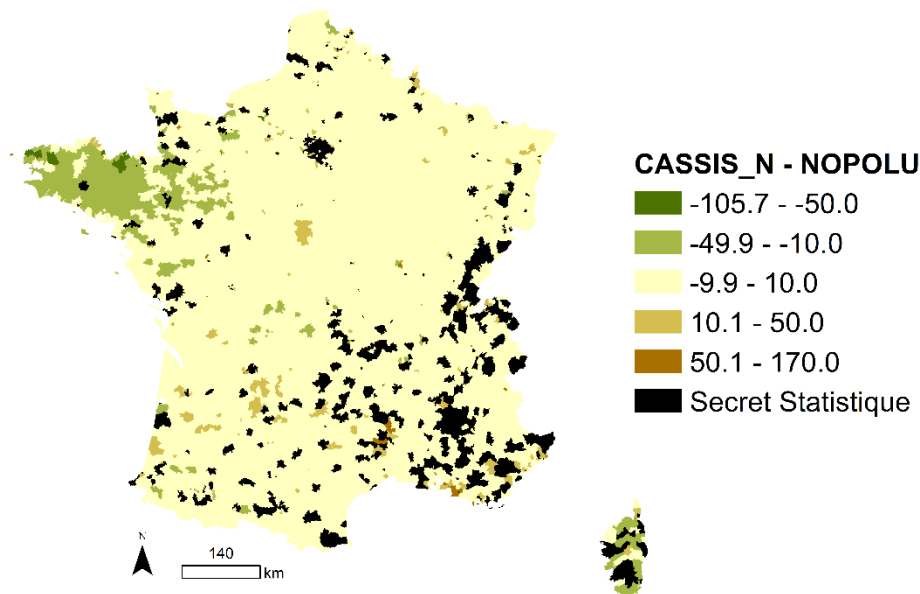 CASSIS_N - NOPOLU
-105.7 - -50.0
-49.9 - -10.0
-9.9 - 10.0
10.1 - 50.0
50.1 - 170.0
Secret Statistique
N
140
km